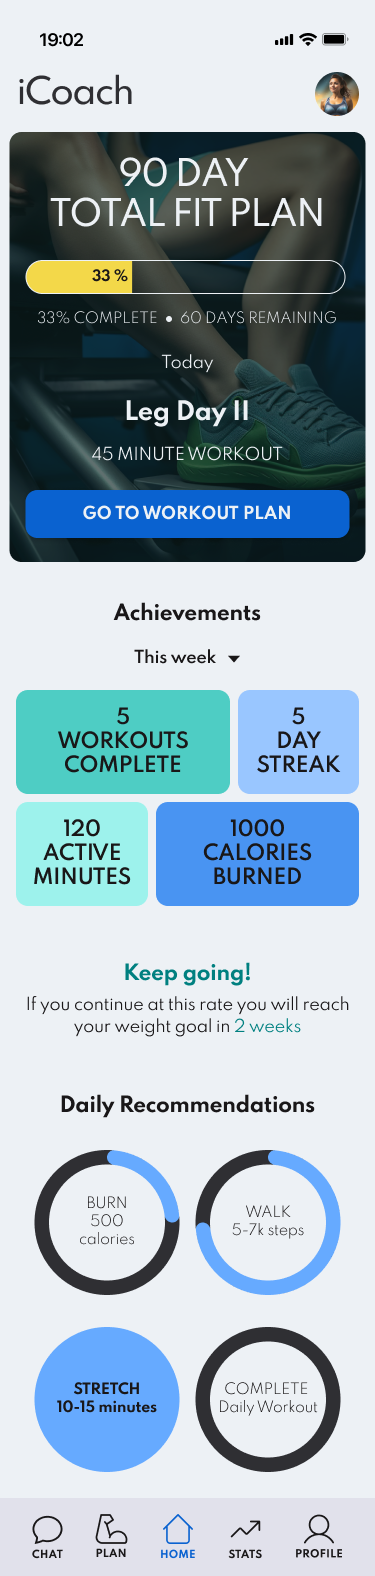 19:02
iCoach
90 DAY
TOTAL FIT PLAN
33 %
33% COMPLETE ● 60 DAYS REMAINING
Today
Leg Day II
45 MINUTE WORKOUT
GO TO WORKOUT PLAN
Achievements
This week
5
WORKOUTS
COMPLETE
5
DAY
STREAK
120
ACTIVE
MINUTES
1000
CALORIES
BURNED
Keep going!
If you continue at this rate you will reach
your weight goal in 2 weeks
Daily Recommendations
BURN
500
calories
WALK
5-7k steps
STRETCH
10-15 minutes
COMPLETE
Daily Workout
CHAT
PLAN
HOME
STATS
PROFILE